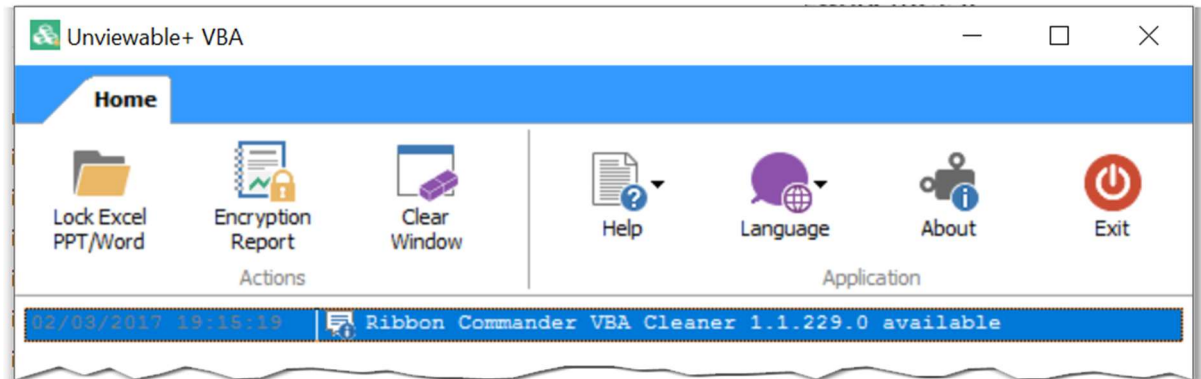 Unviewable+ VBA
Home
Lock Excel
PPT/Word
Encryption
Report
Clear
Window
Actions
Help
Language
About
Exit
Application
02/03/2017 19:15:19 Ribbon Commander VBA Cleaner 1.1.229.0 available